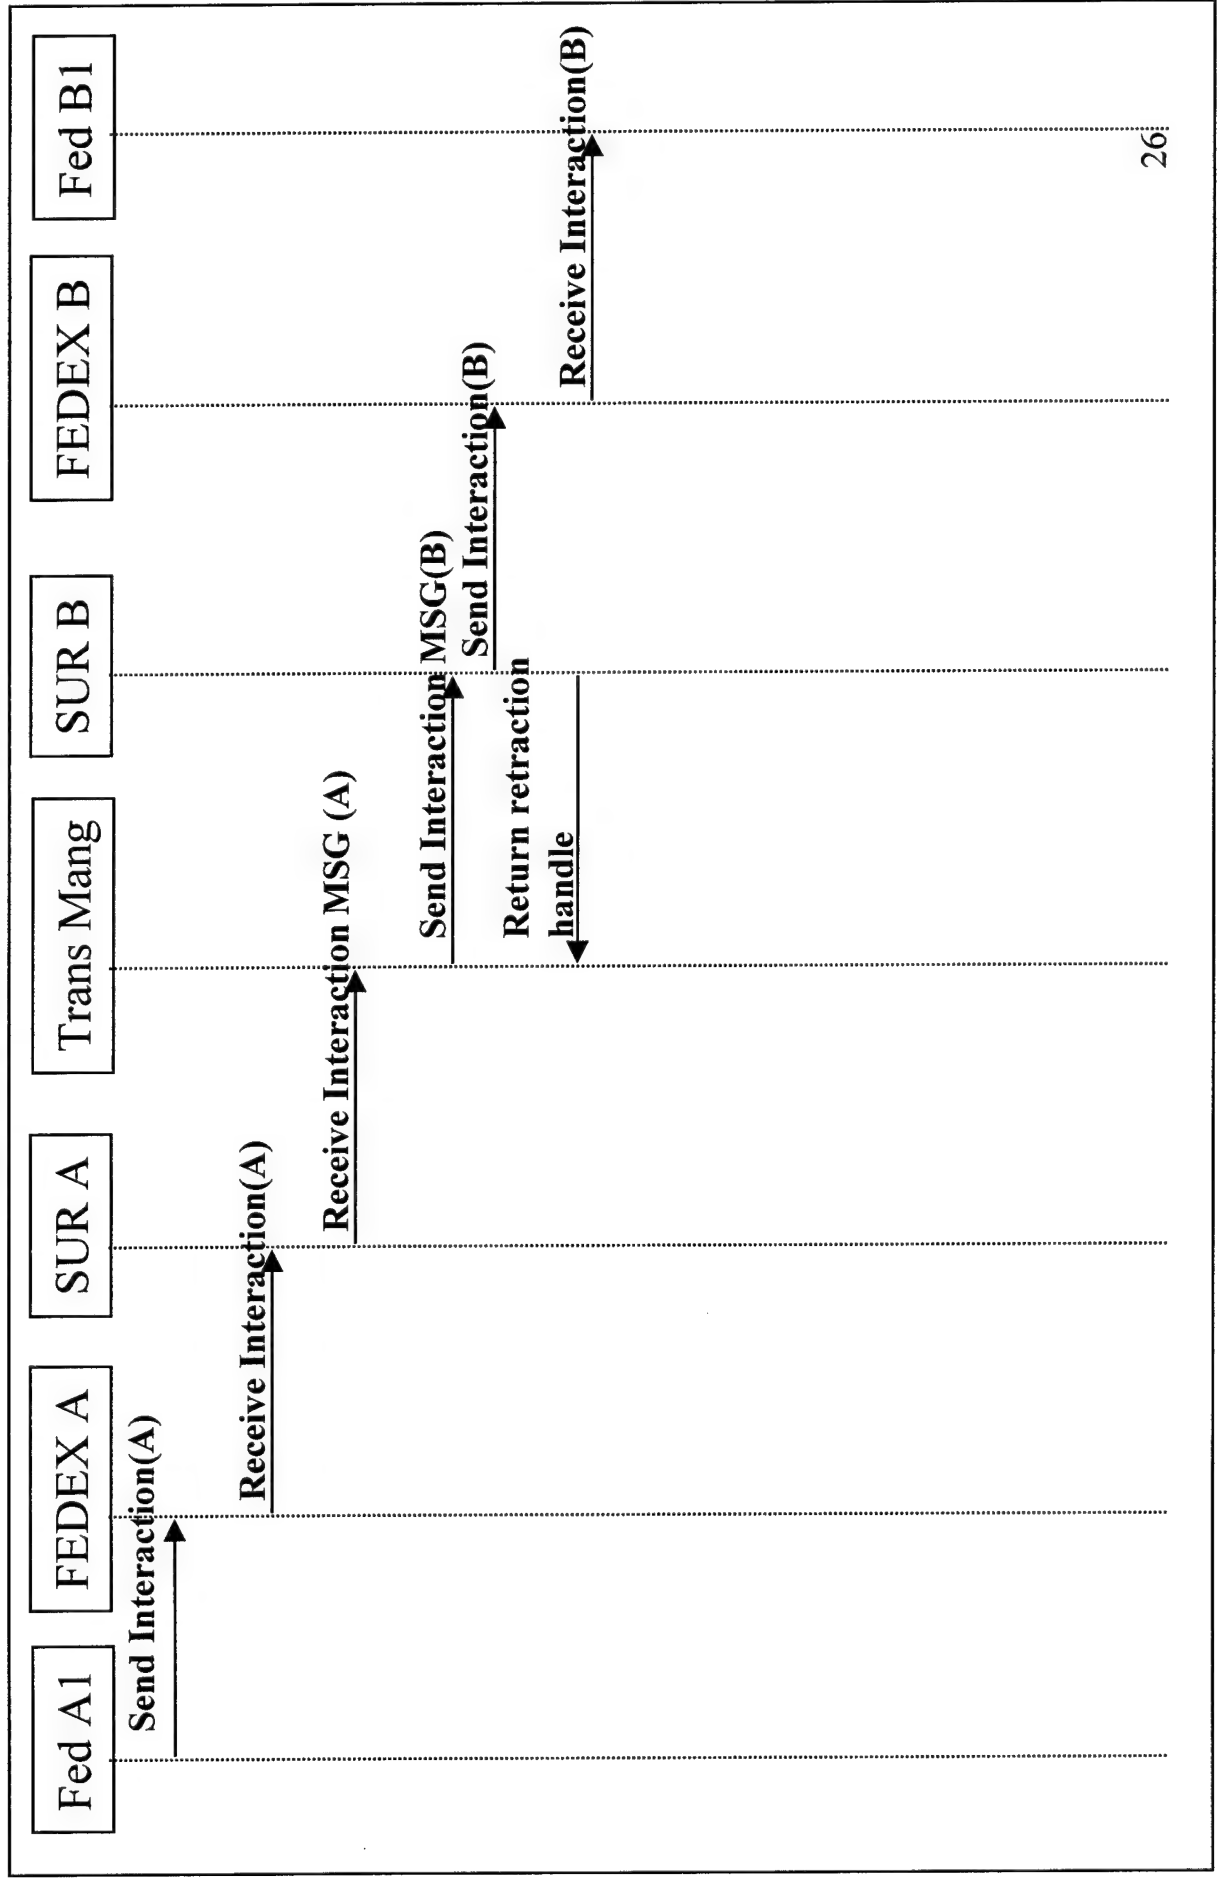 Fed A1
FEDEX A
SUR A
Trans Mang
SUR B
FEDEX B
Fed B1
Send Interaction(A)
Receive Interaction(A)
Receive Interaction MSG (A)
Send Interaction MSG(B)
Send Interaction(B)
Return retraction
handle
Receive Interaction(B)
26